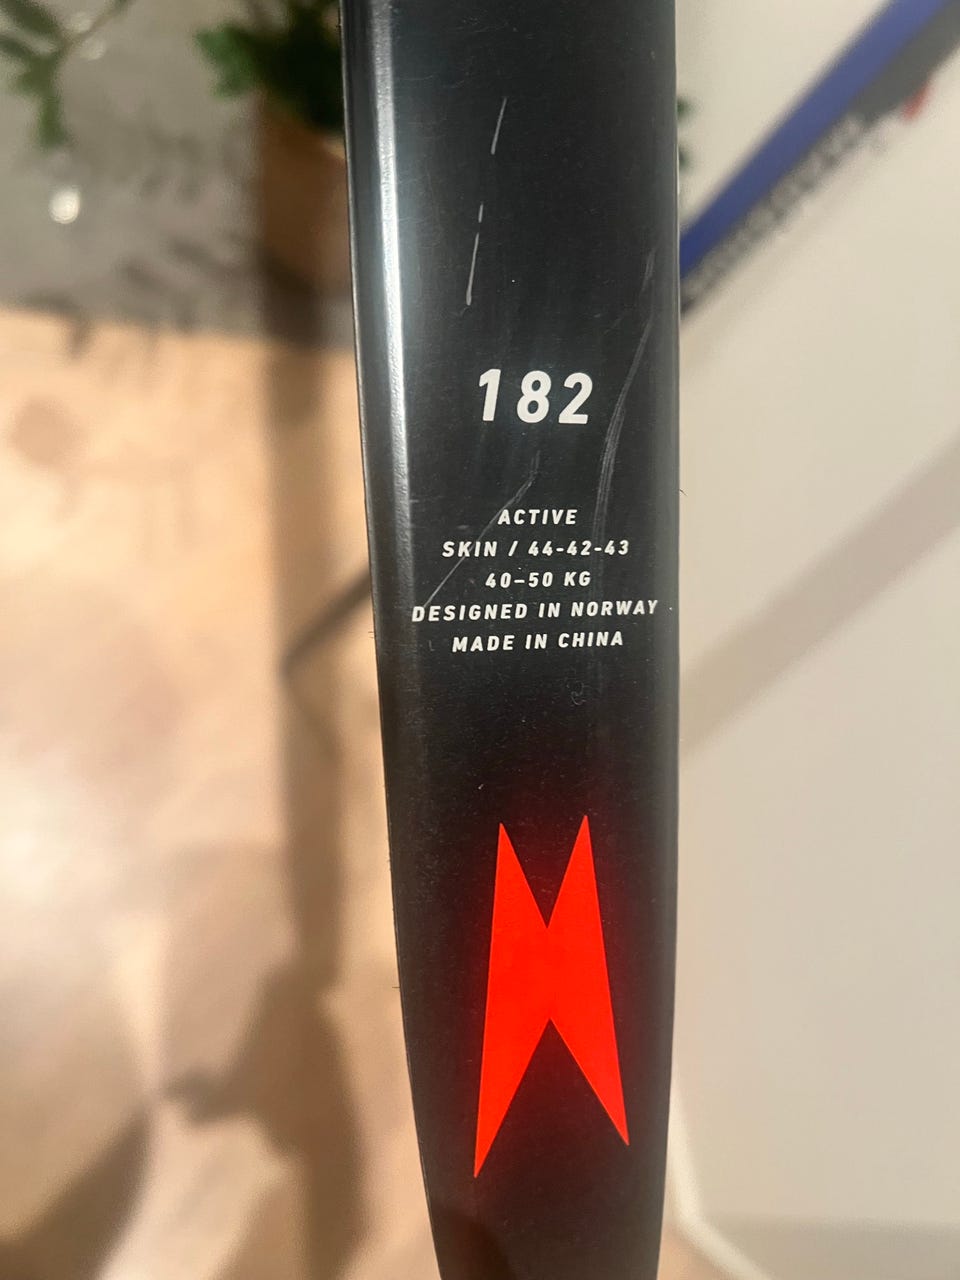 182
ACTIVE
SKIN / 44-42-43
40-50 KG
DESIGNED IN NORWAY
MADE IN CHINA